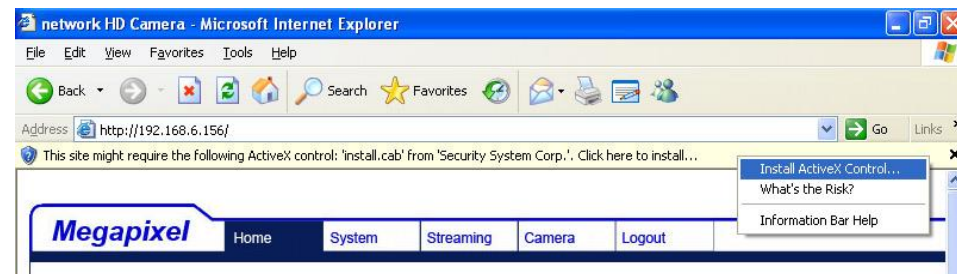 network HD Camera - Microsoft Internet Explorer
File Edit View Favorites Tools Help
Back Search Favorites
Address http://192.168.6.156/ Go Links
This site might require the following ActiveX control: 'install.cab' from 'Security System Corp.'. Click here to install...
Install ActiveX Control...
What's the Risk?
Information Bar Help
Megapixel Home System Streaming Camera Logout